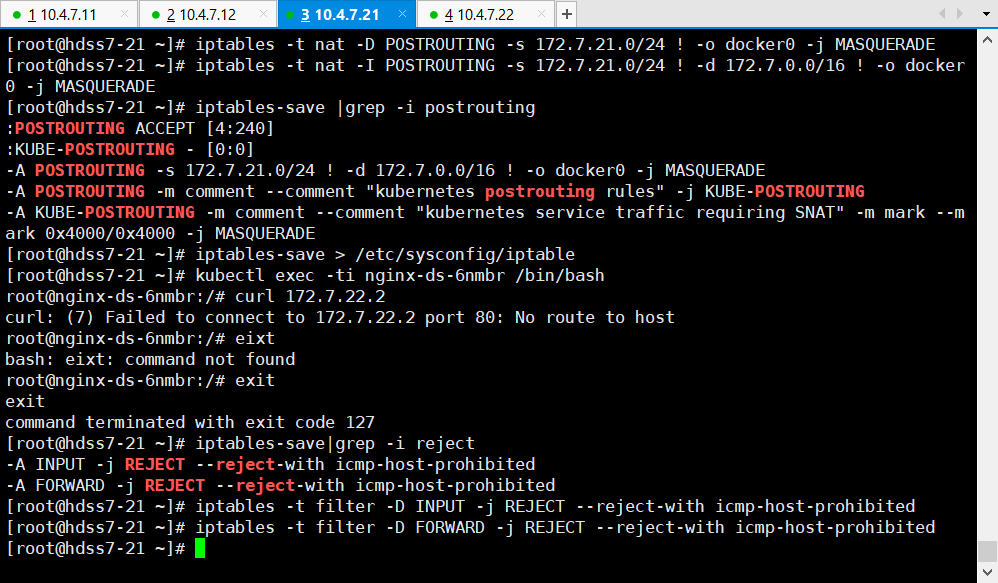 1 10.4.7.11 × 2 10.4.7.12 × 3 10.4.7.21 × 4 10.4.7.22 × +
[root@hdss7-21 ~]# iptables -t nat -D POSTROUTING -s 172.7.21.0/24 ! -o docker0 -j MASQUERADE
[root@hdss7-21 ~]# iptables -t nat -I POSTROUTING -s 172.7.21.0/24 ! -d 172.7.0.0/16 ! -o docker
0 -j MASQUERADE
[root@hdss7-21 ~]# iptables-save |grep -i postrouting
:POSTROUTING ACCEPT [4:240]
:KUBE-POSTROUTING - [0:0]
-A POSTROUTING -s 172.7.21.0/24 ! -d 172.7.0.0/16 ! -o docker0 -j MASQUERADE
-A POSTROUTING -m comment --comment "kubernetes postrouting rules" -j KUBE-POSTROUTING
-A KUBE-POSTROUTING -m comment --comment "kubernetes service traffic requiring SNAT" -m mark --m
ark 0x4000/0x4000 -j MASQUERADE
[root@hdss7-21 ~]# iptables-save > /etc/sysconfig/iptable
[root@hdss7-21 ~]# kubectl exec -ti nginx-ds-6nmbr /bin/bash
root@nginx-ds-6nmbr:/# curl 172.7.22.2
curl: (7) Failed to connect to 172.7.22.2 port 80: No route to host
root@nginx-ds-6nmbr:/# eixt
bash: eixt: command not found
root@nginx-ds-6nmbr:/# exit
exit
command terminated with exit code 127
[root@hdss7-21 ~]# iptables-save|grep -i reject
-A INPUT -j REJECT --reject-with icmp-host-prohibited
-A FORWARD -j REJECT --reject-with icmp-host-prohibited
[root@hdss7-21 ~]# iptables -t filter -D INPUT -j REJECT --reject-with icmp-host-prohibited
[root@hdss7-21 ~]# iptables -t filter -D FORWARD -j REJECT --reject-with icmp-host-prohibited
[root@hdss7-21 ~]#